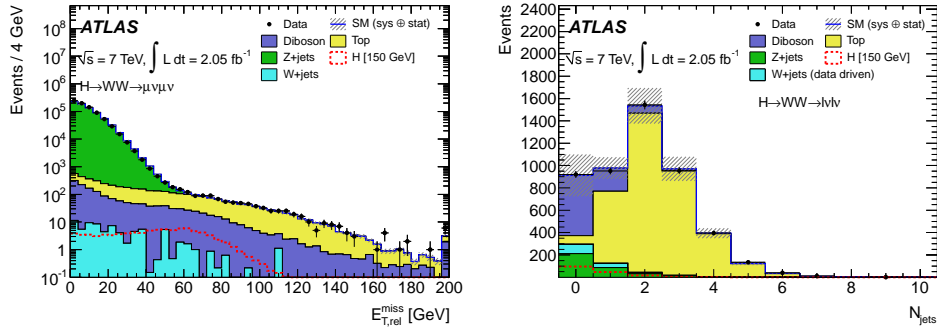 ATLAS
Data
SM (sys ⊕ stat)
Diboson
Top
√s = 7 TeV, ∫ L dt = 2.05 fb⁻¹
Z+jets
H [150 GeV]
W+jets
H→WW→μνμν
Events / 4 GeV
10⁸
10⁷
10⁶
10⁵
10⁴
10³
10²
10
1
10⁻¹
0 20 40 60 80 100 120 140 160 180 200
E_{T,rel}^{miss} [GeV]
ATLAS
Data
SM (sys ⊕ stat)
Diboson
Top
√s = 7 TeV, ∫ L dt = 2.05 fb⁻¹
Z+jets
H [150 GeV]
W+jets (data driven)
H→WW→lνlν
Events
2400
2200
2000
1800
1600
1400
1200
1000
800
600
400
200
0 2 4 6 8 10
N_{jets}